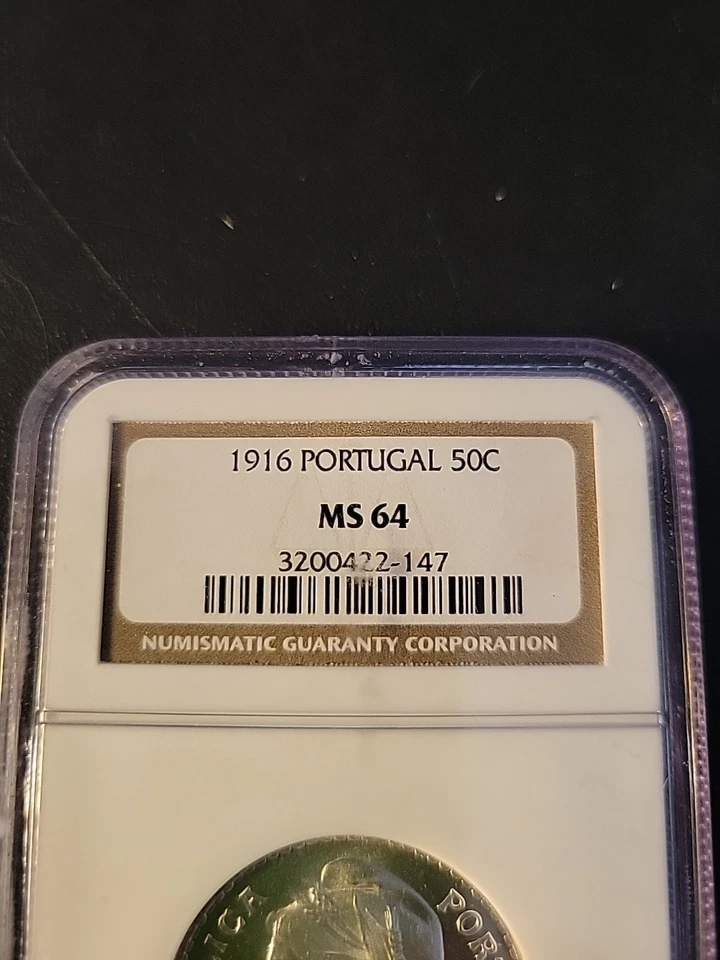 1916 PORTUGAL 50C
MS 64
3200422-147
NUMISMATIC GUARANTY CORPORATION